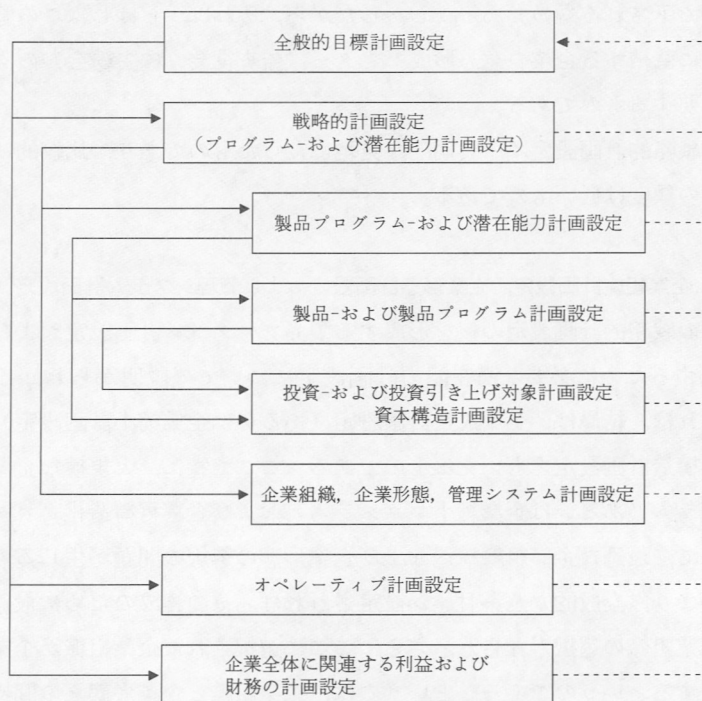 全般的目標計画設定
戦略的計画設定
（プログラム-および潜在能力計画設定）
製品プログラム-および潜在能力計画設定
製品-および製品プログラム計画設定
投資-および投資引き上げ対象計画設定
資本構造計画設定
企業組織，企業形態，管理システム計画設定
オペレーティブ計画設定
企業全体に関連する利益および
財務の計画設定